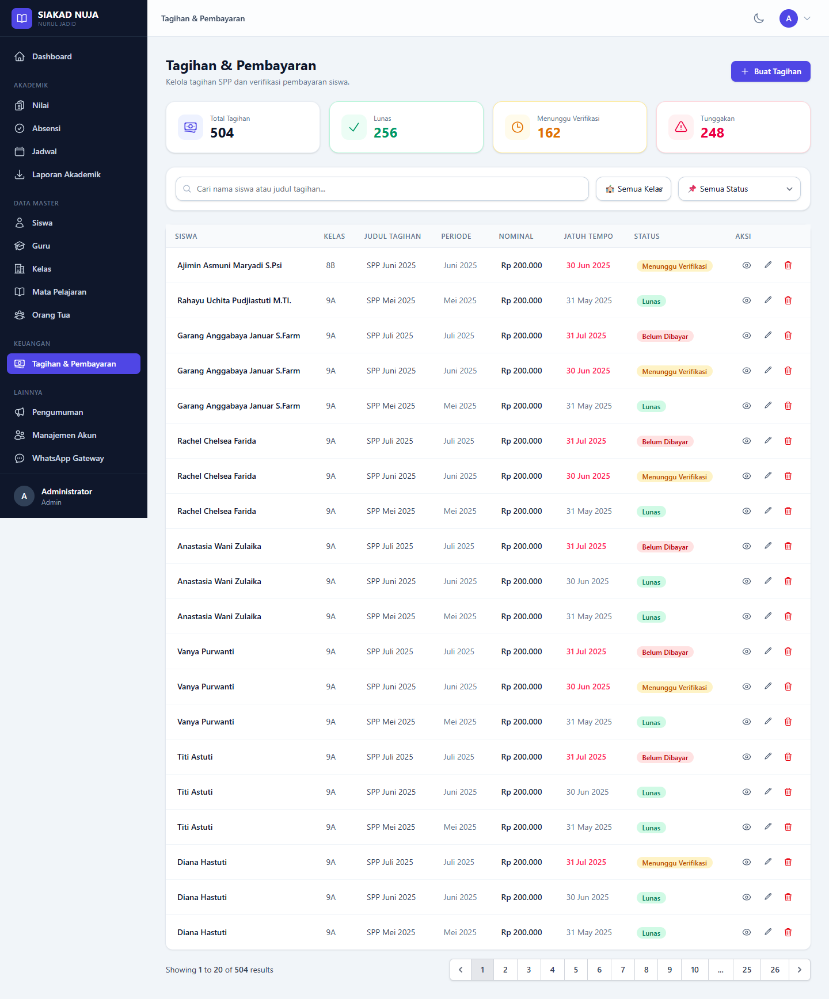 SIAKAD NUJA
NURUL JADID
Dashboard
AKADEMIK
Nilai
Absensi
Jadwal
Laporan Akademik
DATA MASTER
Siswa
Guru
Kelas
Mata Pelajaran
Orang Tua
KEUANGAN
Tagihan & Pembayaran
LAINNYA
Pengumuman
Manajemen Akun
WhatsApp Gateway
A
Administrator
Admin
Tagihan & Pembayaran
A
Tagihan & Pembayaran
Kelola tagihan SPP dan verifikasi pembayaran siswa.
Buat Tagihan
Total Tagihan
504
Lunas
256
Menunggu Verifikasi
162
Tunggakan
248
Cari nama siswa atau judul tagihan...
Semua Kelas
Semua Status
SISWA KELAS JUDUL TAGIHAN PERIODE NOMINAL JATUH TEMPO STATUS AKSI
Ajimin Asmuni Maryadi S.Psi 8B SPP Juni 2025 Juni 2025 Rp 200.000 30 Jun 2025 Menunggu Verifikasi
Rahayu Uchita Pudjiastuti M.TI. 9A SPP Mei 2025 Mei 2025 Rp 200.000 31 May 2025 Lunas
Garang Anggabaya Januar S.Farm 9A SPP Juli 2025 Juli 2025 Rp 200.000 31 Jul 2025 Belum Dibayar
Garang Anggabaya Januar S.Farm 9A SPP Juni 2025 Juni 2025 Rp 200.000 30 Jun 2025 Menunggu Verifikasi
Garang Anggabaya Januar S.Farm 9A SPP Mei 2025 Mei 2025 Rp 200.000 31 May 2025 Lunas
Rachel Chelsea Farida 9A SPP Juli 2025 Juli 2025 Rp 200.000 31 Jul 2025 Belum Dibayar
Rachel Chelsea Farida 9A SPP Juni 2025 Juni 2025 Rp 200.000 30 Jun 2025 Menunggu Verifikasi
Rachel Chelsea Farida 9A SPP Mei 2025 Mei 2025 Rp 200.000 31 May 2025 Lunas
Anastasia Wani Zulaika 9A SPP Juli 2025 Juli 2025 Rp 200.000 31 Jul 2025 Belum Dibayar
Anastasia Wani Zulaika 9A SPP Juni 2025 Juni 2025 Rp 200.000 30 Jun 2025 Lunas
Anastasia Wani Zulaika 9A SPP Mei 2025 Mei 2025 Rp 200.000 31 May 2025 Lunas
Vanya Purwanti 9A SPP Juli 2025 Juli 2025 Rp 200.000 31 Jul 2025 Belum Dibayar
Vanya Purwanti 9A SPP Juni 2025 Juni 2025 Rp 200.000 30 Jun 2025 Menunggu Verifikasi
Vanya Purwanti 9A SPP Mei 2025 Mei 2025 Rp 200.000 31 May 2025 Lunas
Titi Astuti 9A SPP Juli 2025 Juli 2025 Rp 200.000 31 Jul 2025 Belum Dibayar
Titi Astuti 9A SPP Juni 2025 Juni 2025 Rp 200.000 30 Jun 2025 Lunas
Titi Astuti 9A SPP Mei 2025 Mei 2025 Rp 200.000 31 May 2025 Lunas
Diana Hastuti 9A SPP Juli 2025 Juli 2025 Rp 200.000 31 Jul 2025 Menunggu Verifikasi
Diana Hastuti 9A SPP Juni 2025 Juni 2025 Rp 200.000 30 Jun 2025 Lunas
Diana Hastuti 9A SPP Mei 2025 Mei 2025 Rp 200.000 31 May 2025 Lunas
Showing 1 to 20 of 504 results
1 2 3 4 5 6 7 8 9 10 ... 25 26